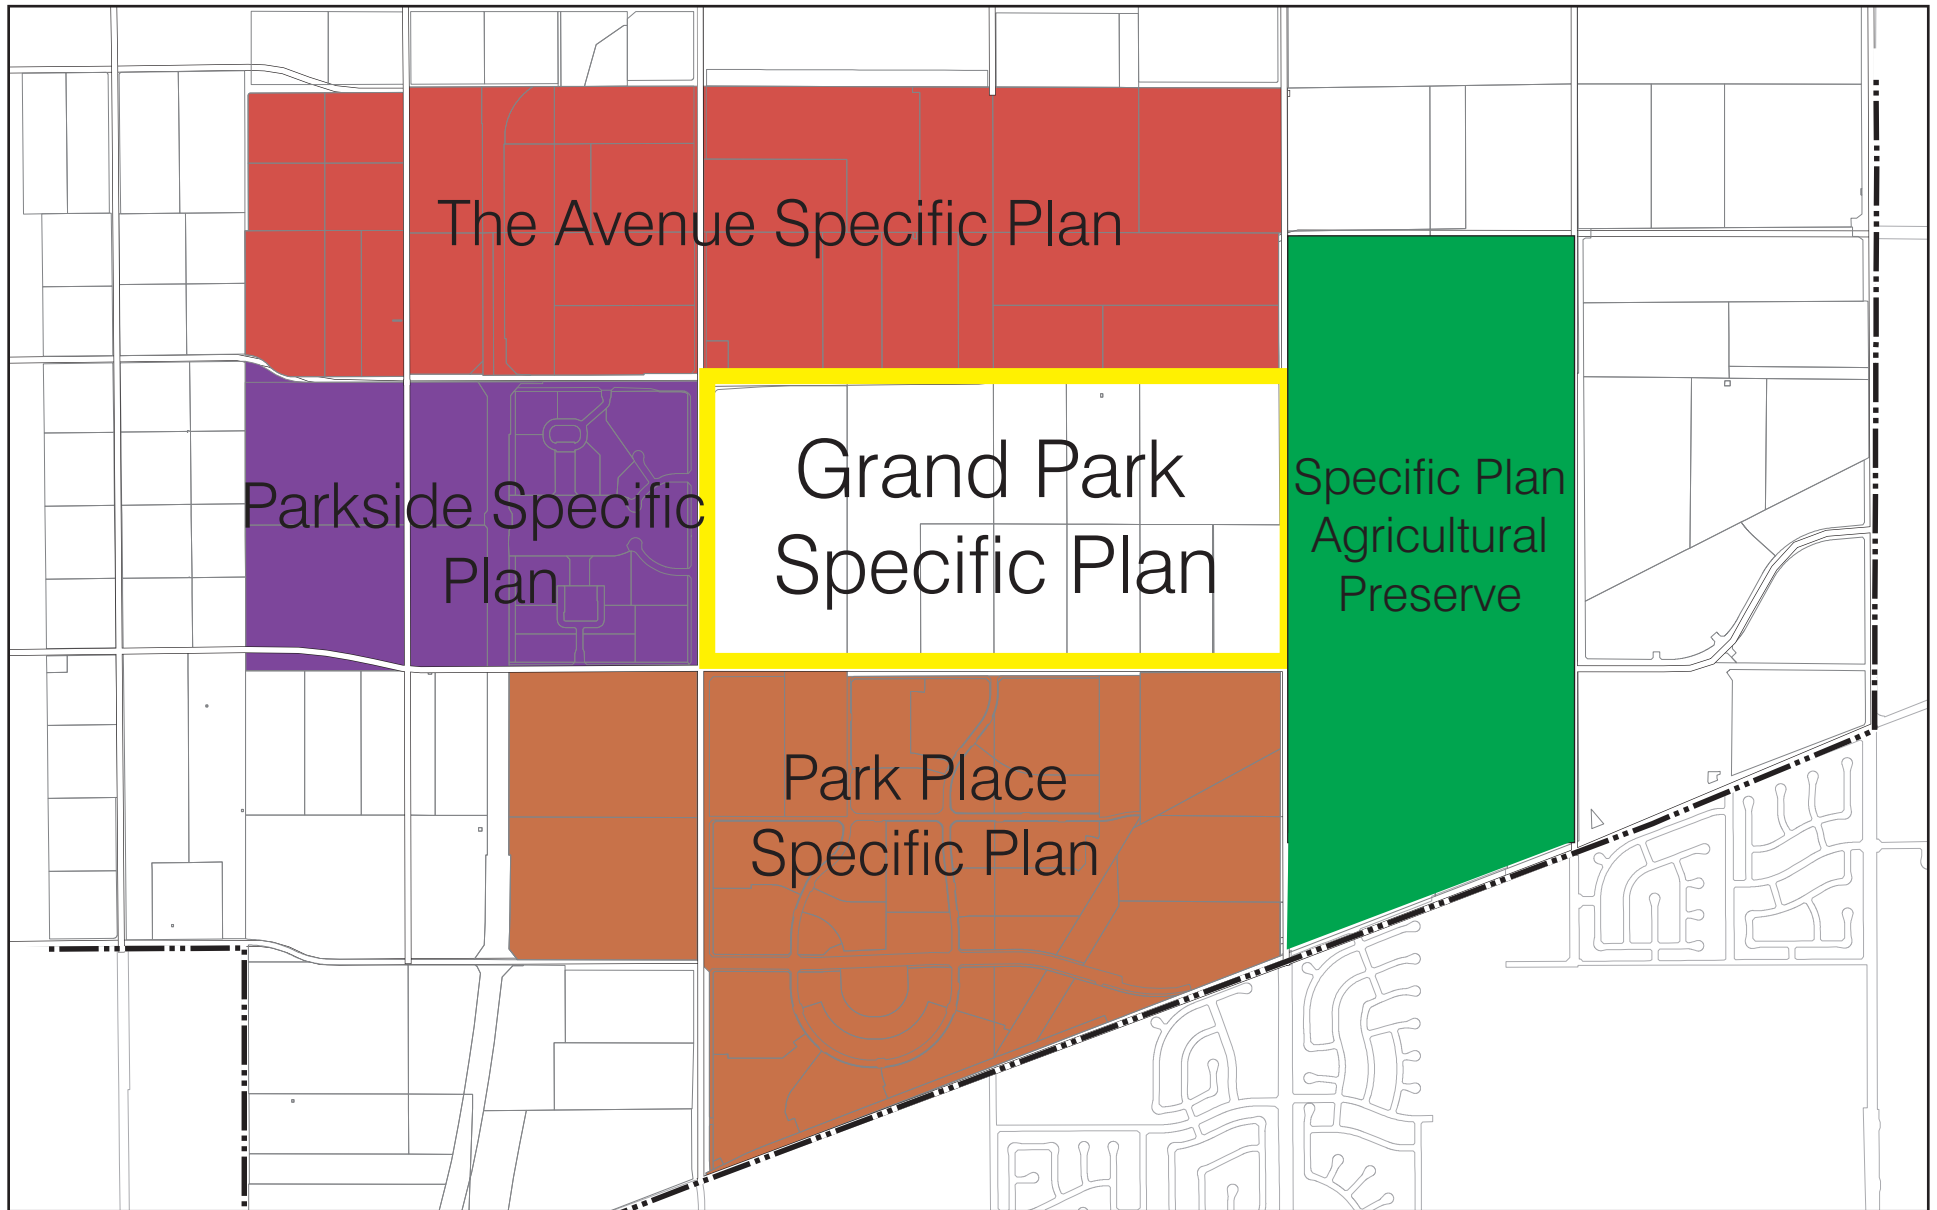 The Avenue Specific Plan
Parkside Specific
Plan
Grand Park
Specific Plan
Specific Plan
Agricultural
Preserve
Park Place
Specific Plan